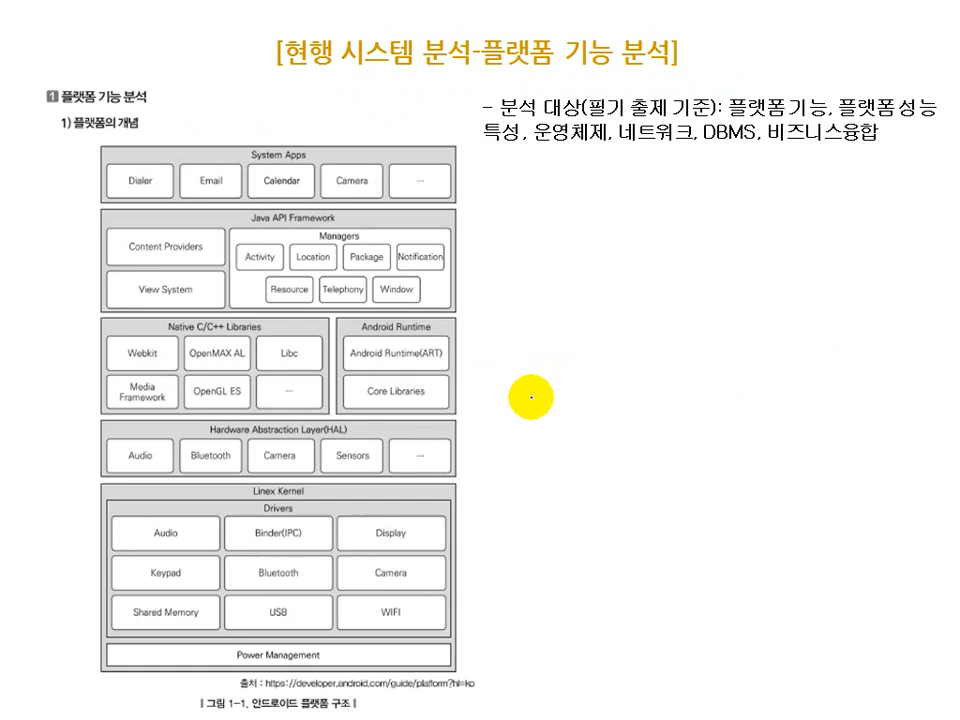 [현행 시스템 분석-플랫폼 기능 분석]
1 플랫폼 기능 분석
1) 플랫폼의 개념
- 분석 대상(필기 출제 기준): 플랫폼 기능, 플랫폼 성능
특성, 운영체제, 네트워크, DBMS, 비즈니스융합
System Apps
Dialer Email Calendar Camera ...
Java API Framework
Content Providers
View System
Managers
Activity Location Package Notification
Resource Telephony Window
Native C/C++ Libraries
Webkit OpenMAX AL Libc
Media
Framework
OpenGL ES ...
Android Runtime
Android Runtime(ART)
Core Libraries
Hardware Abstraction Layer(HAL)
Audio Bluetooth Camera Sensors ...
Linex Kernel
Drivers
Audio Binder(IPC) Display
Keypad Bluetooth Camera
Shared Memory USB WIFI
Power Management
출처 : https://developer.android.com/guide/platform?hl=ko
| 그림 1-1. 안드로이드 플랫폼 구조 |